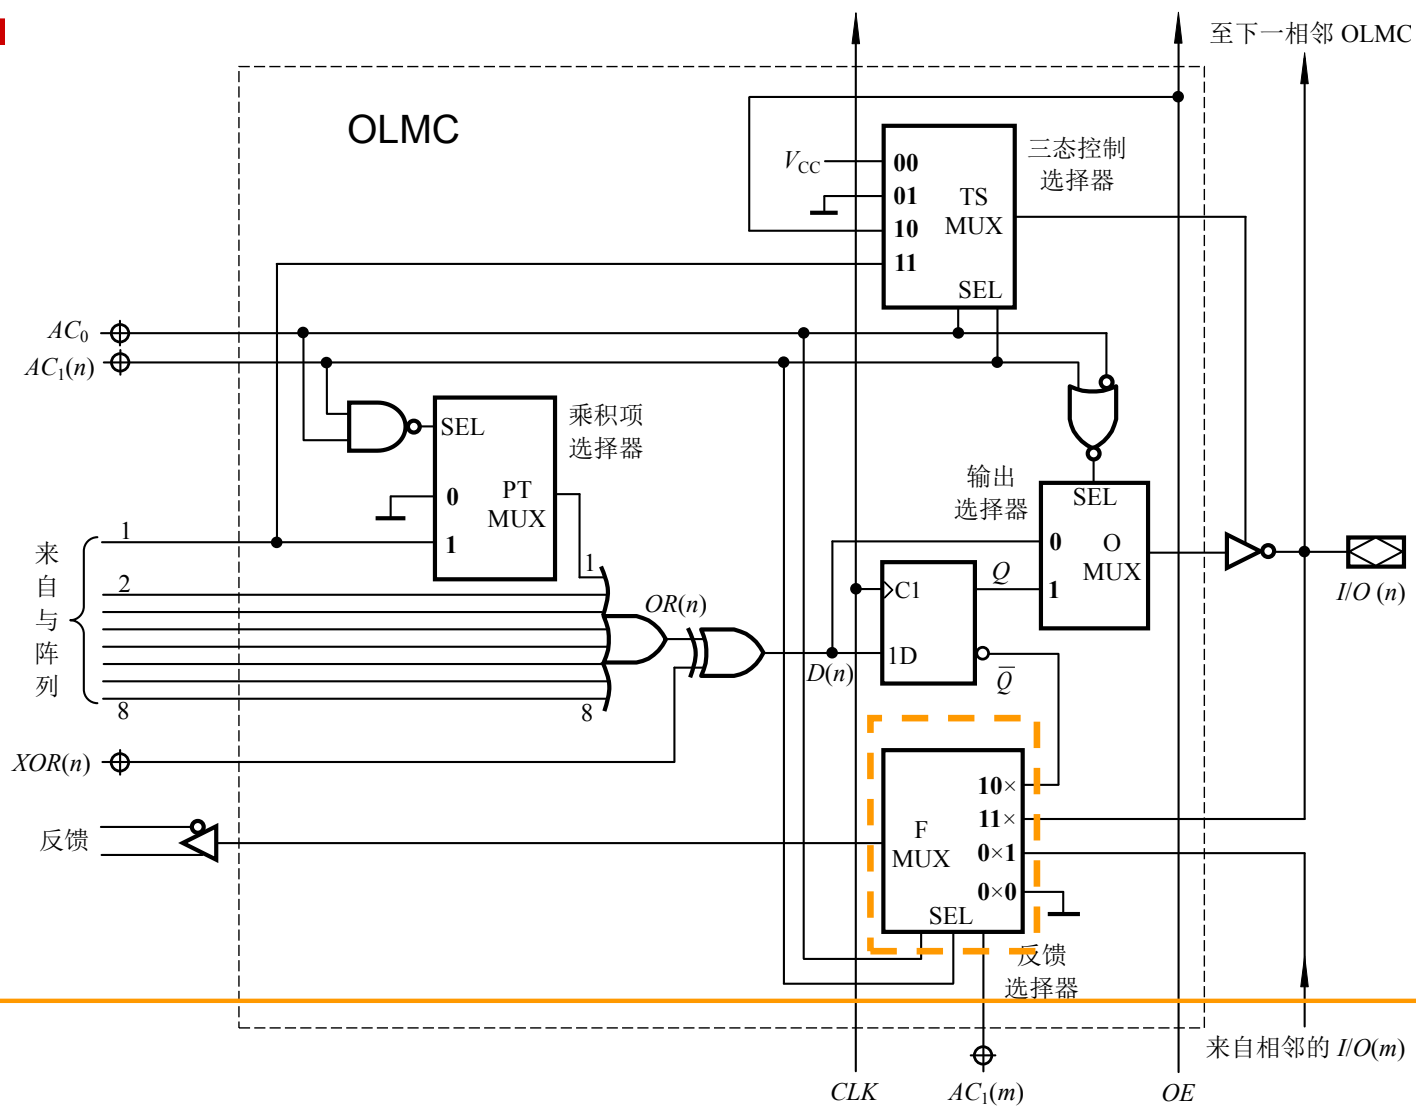 至下一相邻 OLMC
OLMC
V_CC
00
01
10
11
TS
MUX
SEL
三态控制
选择器
AC₀
AC₁(n)
SEL
0
1
PT
MUX
乘积项
选择器
输出
选择器
SEL
0
1
O
MUX
I/O (n)
来自与阵列
1
2
8
1
8
OR(n)
D(n)
C1
1D
Q
Q̅
XOR(n)
反馈
F
MUX
10×
11×
0×1
0×0
SEL
反馈
选择器
来自相邻的 I/O(m)
CLK
AC₁(m)
OE